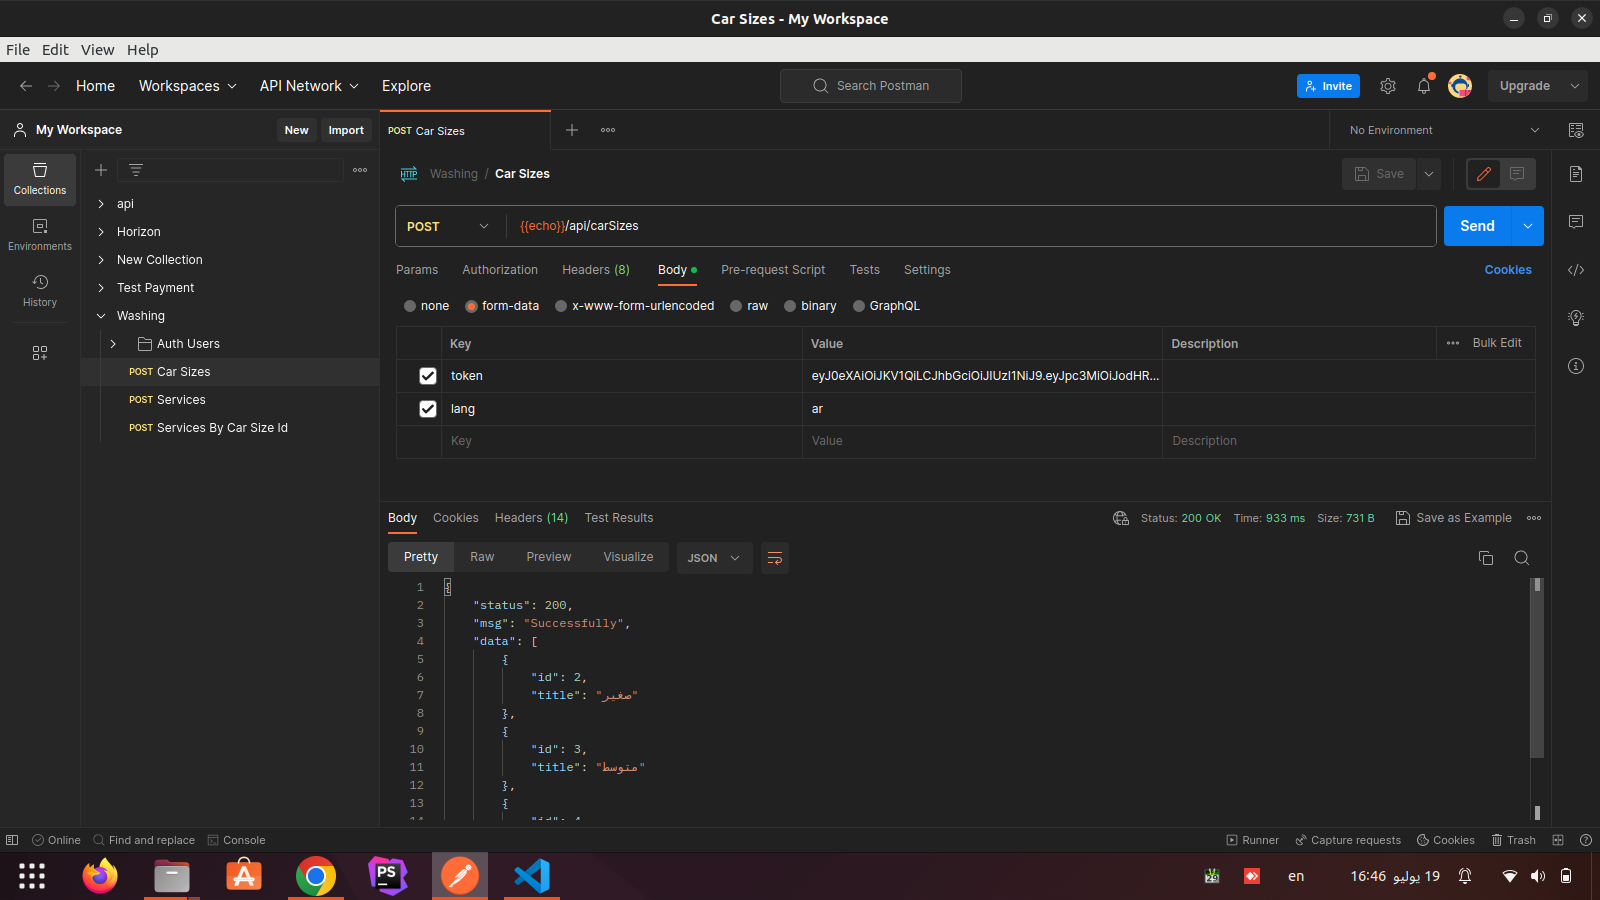 Car Sizes - My Workspace
File Edit View Help
Home Workspaces API Network Explore Search Postman Invite Upgrade
My Workspace New Import POST Car Sizes No Environment
Collections
Environments
History
api
Horizon
New Collection
Test Payment
Washing
Auth Users
POST Car Sizes
POST Services
POST Services By Car Size Id
HTTP Washing / Car Sizes Save
POST {{echo}}/api/carSizes Send
Params Authorization Headers (8) Body Pre-request Script Tests Settings Cookies
none form-data x-www-form-urlencoded raw binary GraphQL
Key Value Description Bulk Edit
token eyJ0eXAiOiJKV1QiLCJhbGciOiJIUzI1NiJ9.eyJpc3MiOiJodHR...
lang ar
Key Value Description
Body Cookies Headers (14) Test Results Status: 200 OK Time: 933 ms Size: 731 B Save as Example
Pretty Raw Preview Visualize JSON
1 {
2 "status": 200,
3 "msg": "Successfully",
4 "data": [
5 {
6 "id": 2,
7 "title": "صغير"
8 },
9 {
10 "id": 3,
11 "title": "متوسط"
12 },
13 {
14 "id": 4
Online Find and replace Console Runner Capture requests Cookies Trash
PS 29 en 19 يوليو 16:46